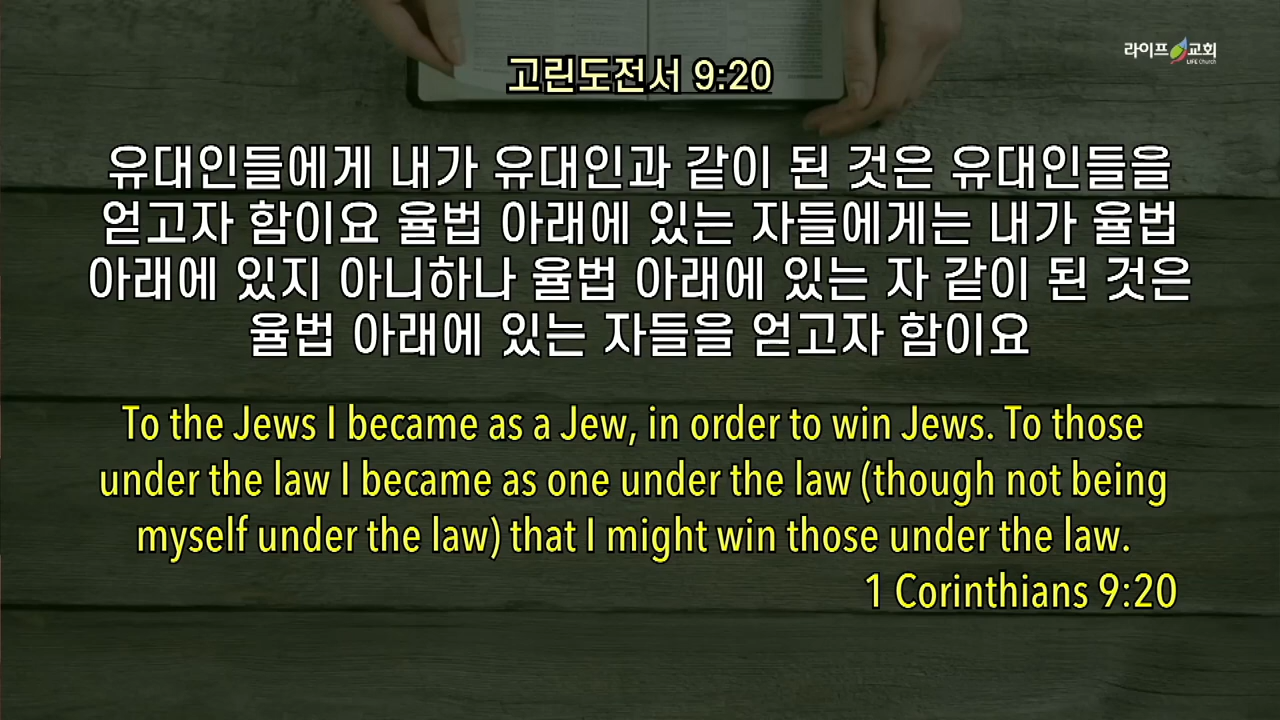 라이프 교회
LIFE Church
고린도전서 9:20
유대인들에게 내가 유대인과 같이 된 것은 유대인들을
얻고자 함이요 율법 아래에 있는 자들에게는 내가 율법
아래에 있지 아니하나 율법 아래에 있는 자 같이 된 것은
율법 아래에 있는 자들을 얻고자 함이요
To the Jews I became as a Jew, in order to win Jews. To those
under the law I became as one under the law (though not being
myself under the law) that I might win those under the law.
1 Corinthians 9:20